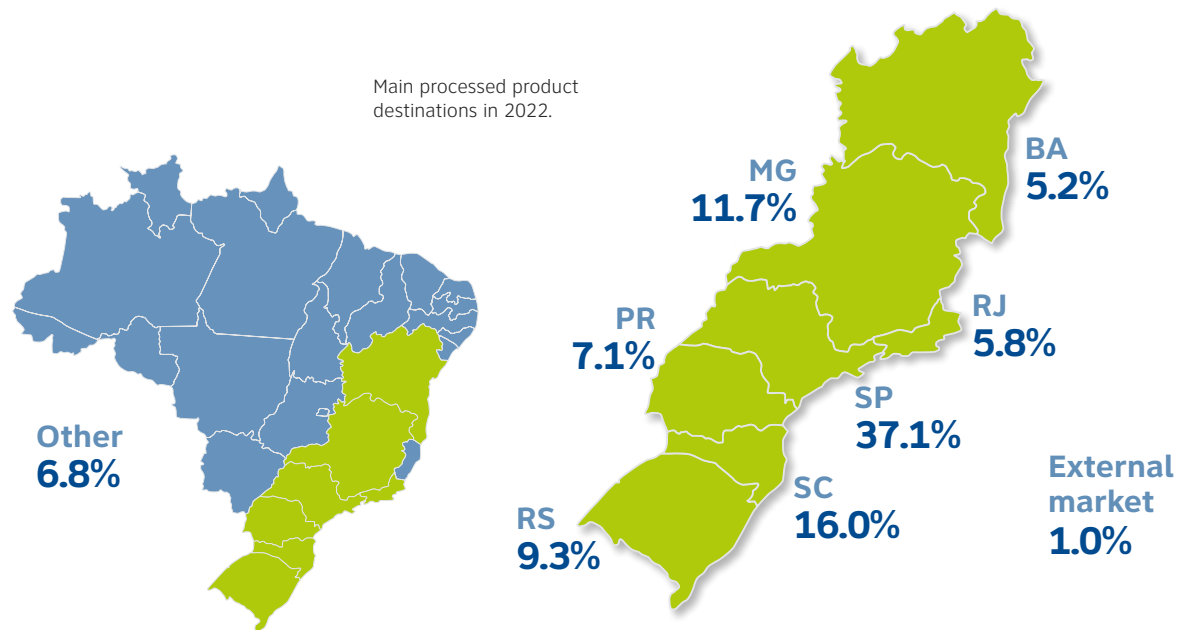 Main processed product
destinations in 2022.
BA
5.2%
MG
11.7%
RJ
5.8%
PR
7.1%
SP
37.1%
Other
6.8%
External
market
1.0%
SC
16.0%
RS
9.3%